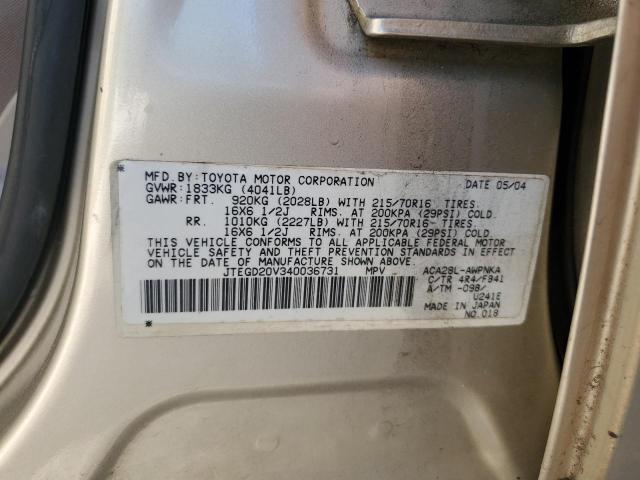 MFD.BY:TOYOTA MOTOR CORPORATION DATE 05/04
GVWR:1833KG (4041LB)
GAWR:FRT. 920KG (2028LB) WITH 215/70R16 TIRES,
16X6 1/2J RIMS, AT 200KPA (29PSI) COLD.
RR. 1010KG (2227LB) WITH 215/70R16 TIRES,
16X6 1/2J RIMS, AT 200KPA (29PSI) COLD.
THIS VEHICLE CONFORMS TO ALL APPLICABLE FEDERAL MOTOR
VEHICLE SAFETY AND THEFT PREVENTION STANDARDS IN EFFECT
ON THE DATE OF MANUFACTURE SHOWN ABOVE.
JTEGD20V340036731 MPV ACA29L-AWPNKA
C/TR 4R4/FB41
A/TM -09B/
U241E
MADE IN JAPAN
NO.018